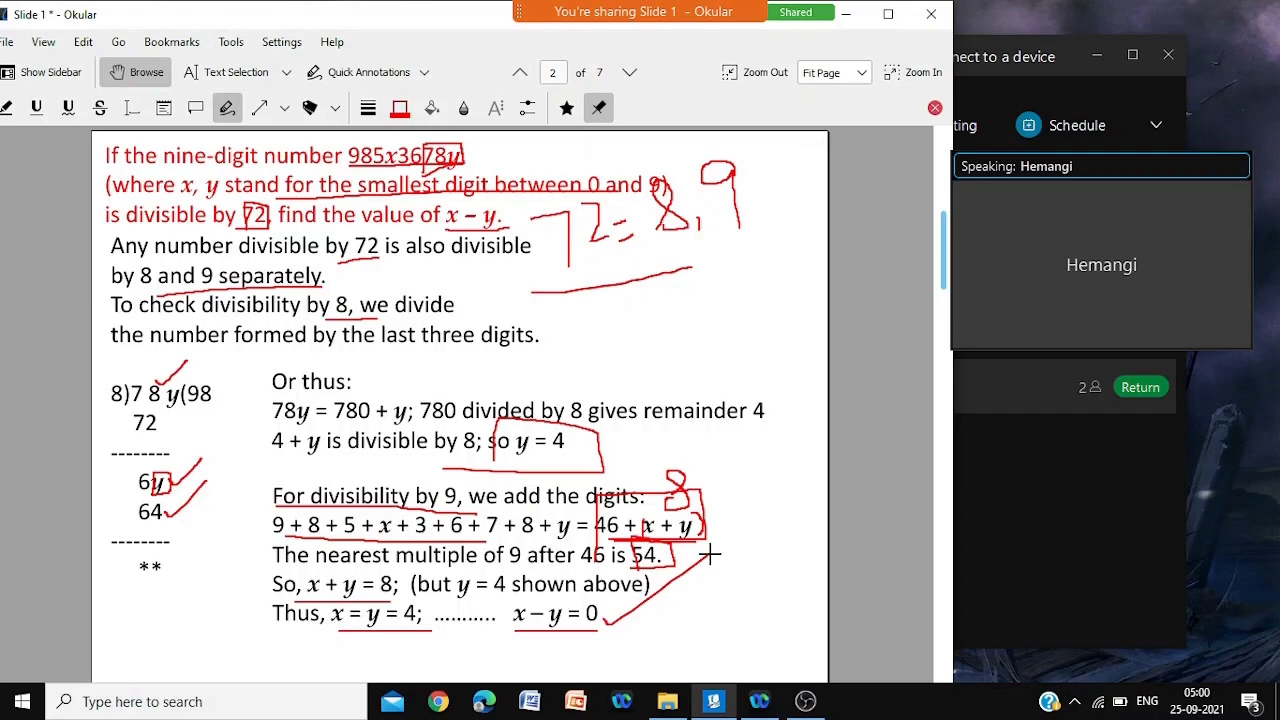 Slide 1 * - Okular
You're sharing Slide 1 - Okular
Shared
File View Edit Go Bookmarks Tools Settings Help
Show Sidebar Browse Text Selection Quick Annotations 2 of 7 Zoom Out Fit Page Zoom In
nect to a device
ting Schedule
Speaking: Hemangi
Hemangi
2 Return
If the nine-digit number 985x3678y
(where x, y stand for the smallest digit between 0 and 9)
is divisible by 72, find the value of x – y.
72 = 8, 9
Any number divisible by 72 is also divisible
by 8 and 9 separately.
To check divisibility by 8, we divide
the number formed by the last three digits.
8)7 8 y(98
72
--------
6y
64
--------
**
Or thus:
78y = 780 + y; 780 divided by 8 gives remainder 4
4 + y is divisible by 8; so y = 4
8
For divisibility by 9, we add the digits:
9 + 8 + 5 + x + 3 + 6 + 7 + 8 + y = 46 + x + y
The nearest multiple of 9 after 46 is 54.
So, x + y = 8; (but y = 4 shown above)
Thus, x = y = 4; ........... x – y = 0
Type here to search
ENG
05:00
25-09-2021
3